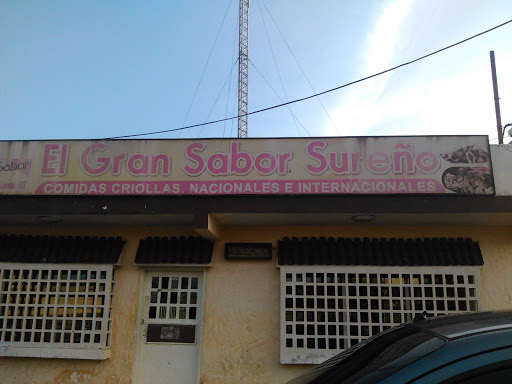 Sabor
El Gran Sabor Sureño
COMIDAS CRIOLLAS, NACIONALES E INTERNACIONALES